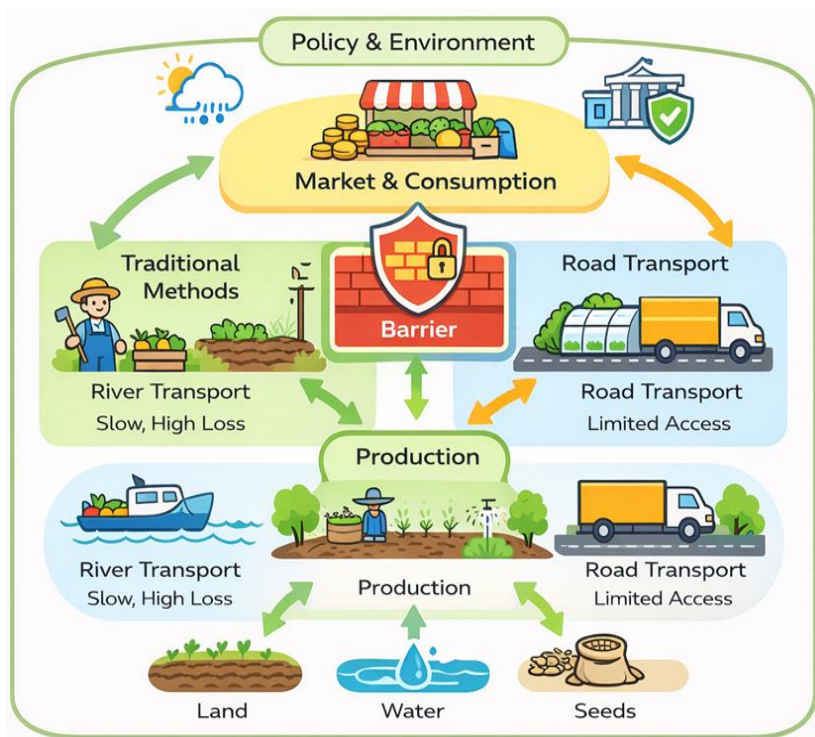 Policy & Environment
Market & Consumption
Traditional
Methods
Barrier
Road Transport
River Transport
Slow, High Loss
Road Transport
Limited Access
Production
River Transport
Slow, High Loss
Production
Road Transport
Limited Access
Land
Water
Seeds